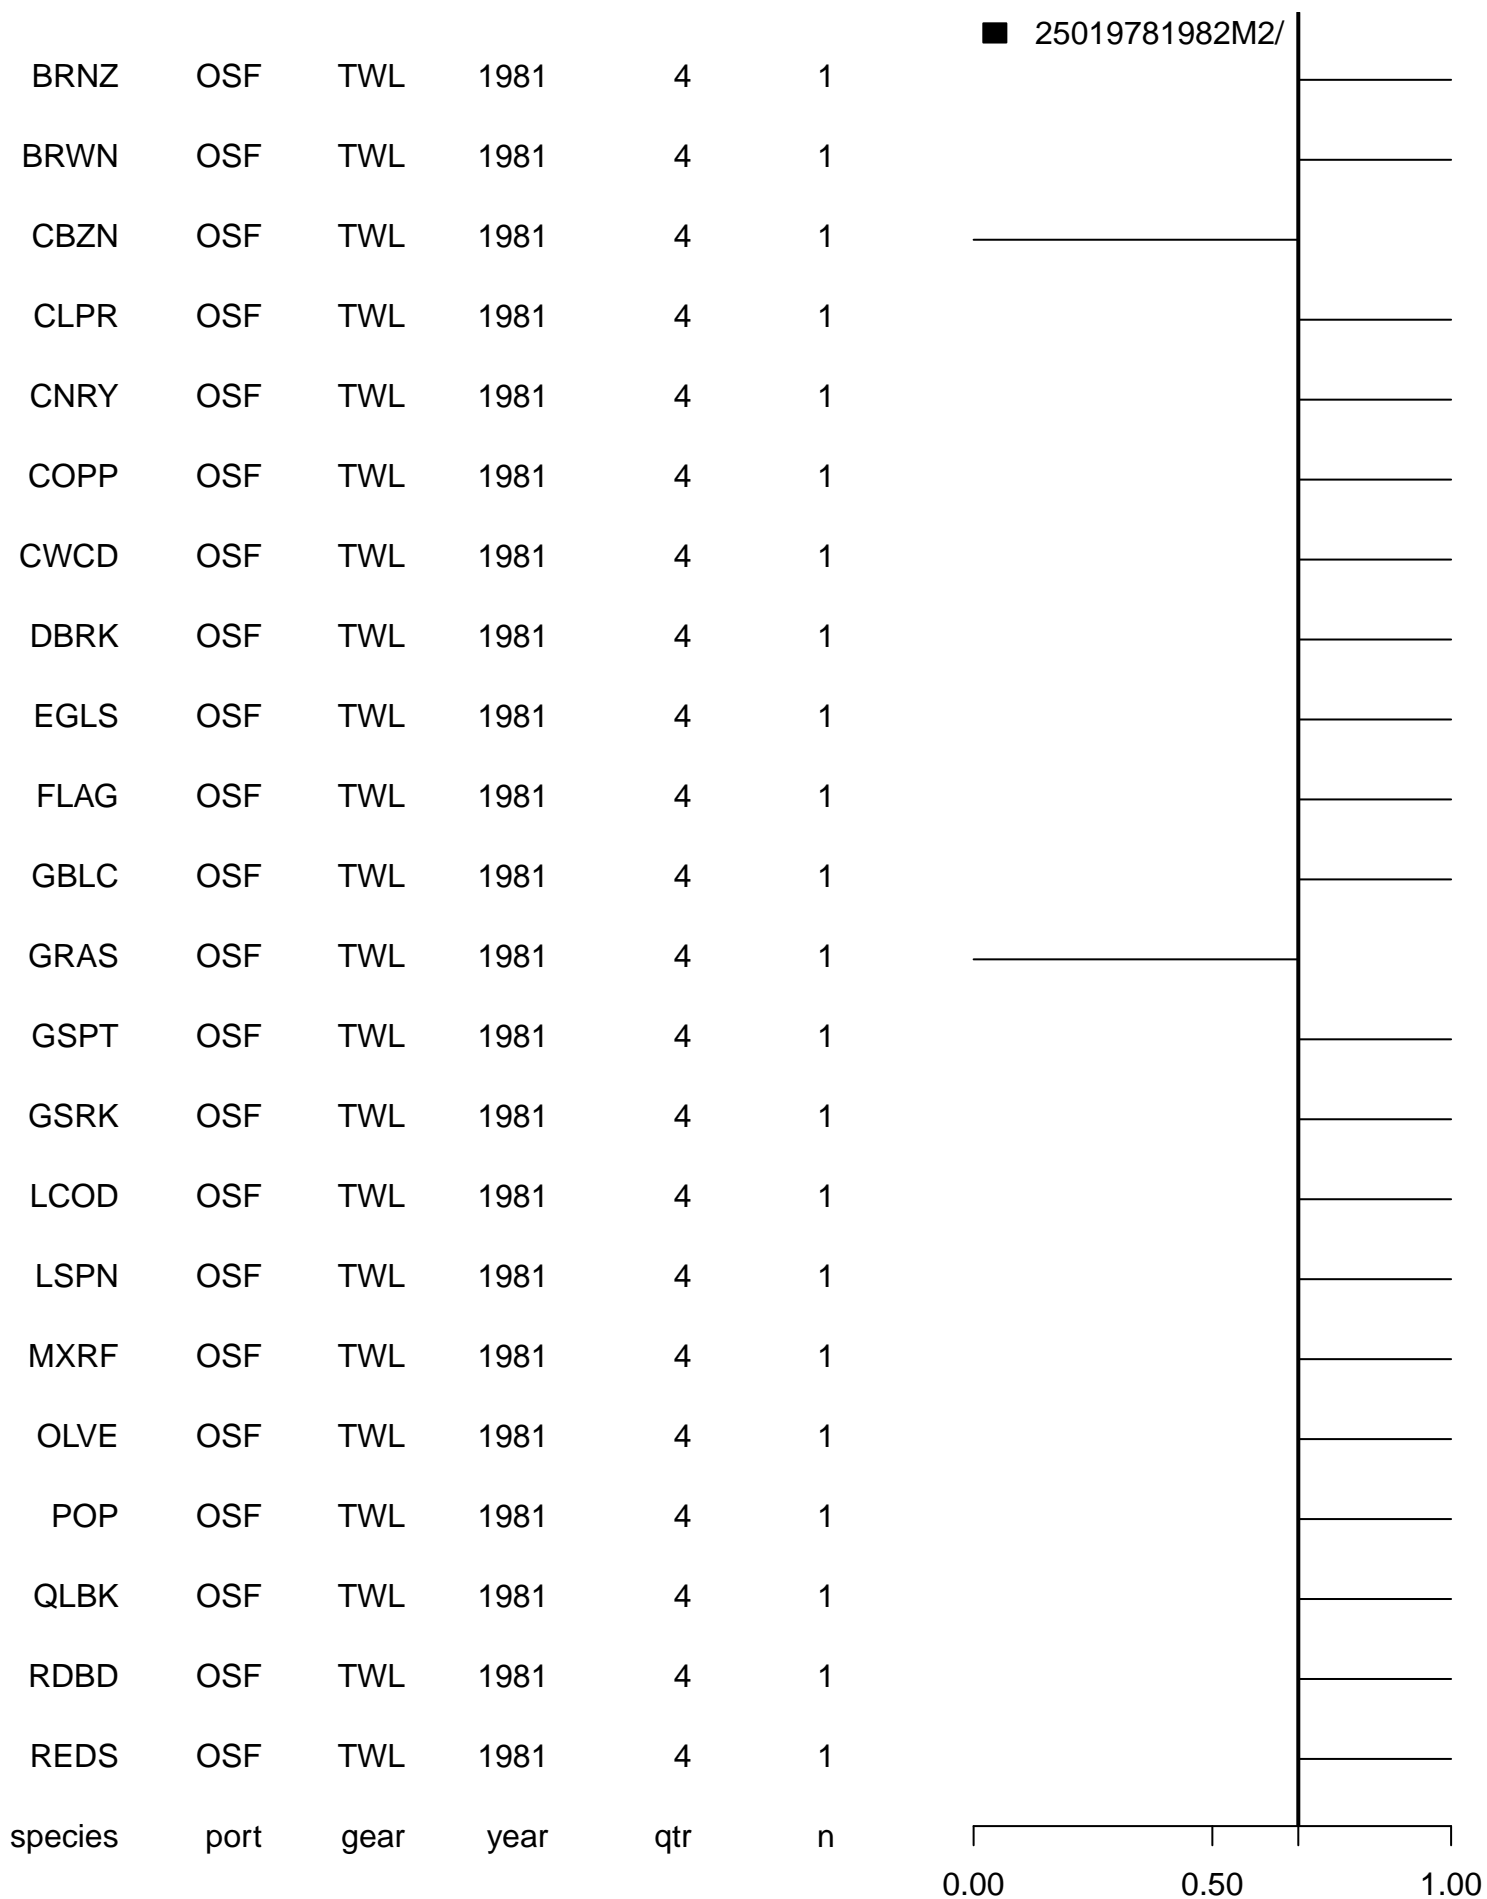 25019781982M2/
BRNZ OSF TWL 1981 4 1
BRWN OSF TWL 1981 4 1
CBZN OSF TWL 1981 4 1
CLPR OSF TWL 1981 4 1
CNRY OSF TWL 1981 4 1
COPP OSF TWL 1981 4 1
CWCD OSF TWL 1981 4 1
DBRK OSF TWL 1981 4 1
EGLS OSF TWL 1981 4 1
FLAG OSF TWL 1981 4 1
GBLC OSF TWL 1981 4 1
GRAS OSF TWL 1981 4 1
GSPT OSF TWL 1981 4 1
GSRK OSF TWL 1981 4 1
LCOD OSF TWL 1981 4 1
LSPN OSF TWL 1981 4 1
MXRF OSF TWL 1981 4 1
OLVE OSF TWL 1981 4 1
POP OSF TWL 1981 4 1
QLBK OSF TWL 1981 4 1
RDBD OSF TWL 1981 4 1
REDS OSF TWL 1981 4 1
species port gear year qtr n
0.00 0.50 1.00